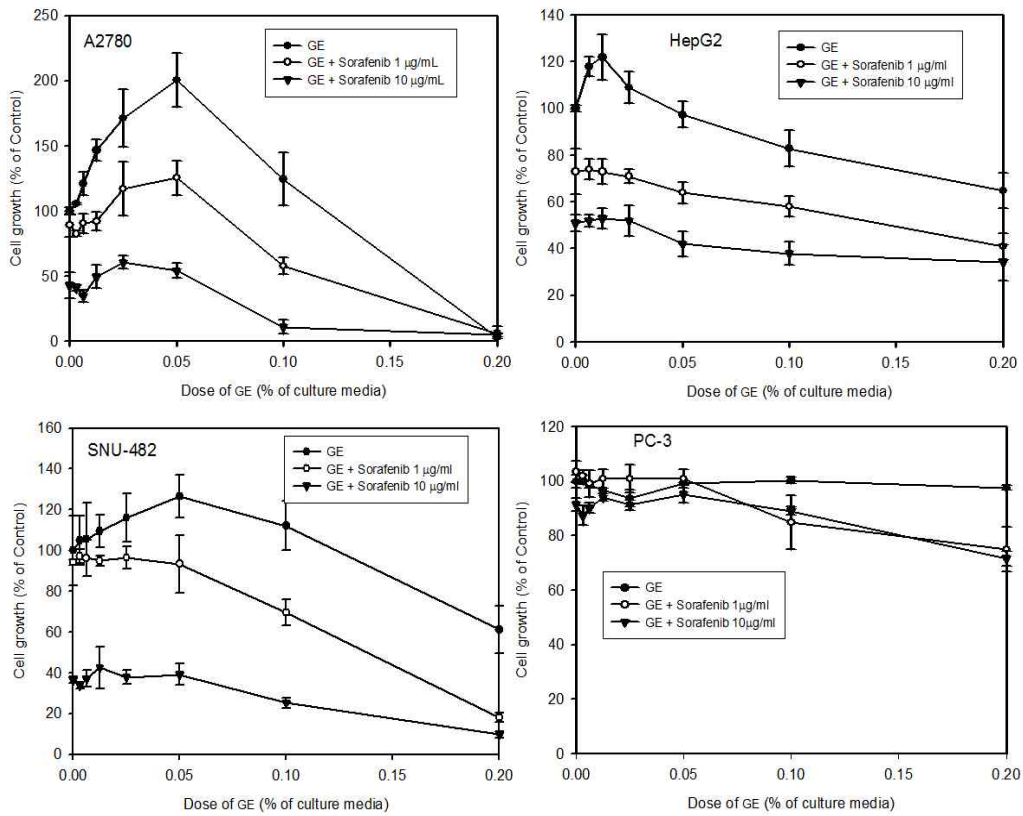 A2780
GE
GE + Sorafenib 1 μg/mL
GE + Sorafenib 10 μg/mL
Cell growth (% of Control)
250
200
150
100
50
0
0.00 0.05 0.10 0.15 0.20
Dose of GE (% of culture media)
HepG2
GE
GE + Sorafenib 1 μg/ml
GE + Sorafenib 10 μg/ml
Cell growth (% of Control)
140
120
100
80
60
40
20
0
0.00 0.05 0.10 0.15 0.20
Dose of GE (% of culture media)
SNU-482
GE
GE + Sorafenib 1 μg/ml
GE + Sorafenib 10 μg/ml
Cell growth (% of Control)
160
140
120
100
80
60
40
20
0
0.00 0.05 0.10 0.15 0.20
Dose of GE (% of culture media)
PC-3
GE
GE + Sorafenib 1μg/ml
GE + Sorafenib 10μg/ml
Cell growth (% of Control)
120
100
80
60
40
20
0
0.00 0.05 0.10 0.15 0.20
Dose of GE (% of culture media)